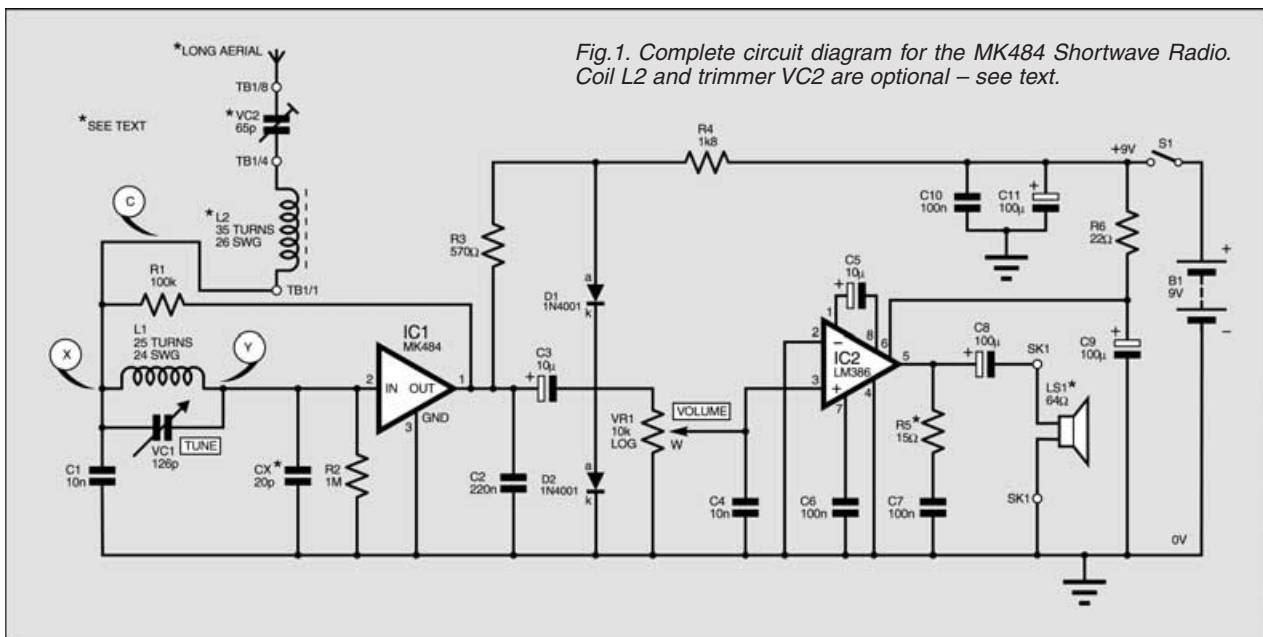 Fig.1. Complete circuit diagram for the MK484 Shortwave Radio.
Coil L2 and trimmer VC2 are optional – see text.
*LONG AERIAL
TB1/8
*SEE TEXT
*VC2
65p
TB1/4
C
*L2
35 TURNS
26 SWG
TB1/1
R1
100k
L1
25 TURNS
24 SWG
X
Y
TUNE
VC1
126p
C1
10n
CX*
20p
R2
1M
IC1
MK484
2
IN OUT
1
GND
3
R3
570Ω
R4
1k8
C3
10µ
+
C2
220n
D1
1N4001
a
k
D2
1N4001
a
k
VR1
10k
LOG
VOLUME
W
C4
10n
C5
10µ
+
1
8
6
2
−
IC2
LM386
5
3
+
7
4
C6
100n
C7
100n
R5*
15Ω
C8
100µ
+
SK1
LS1*
64Ω
SK1
C10
100n
C11
100µ
+
+9V
S1
R6
22Ω
C9
100µ
+
B1
9V
+
−
0V